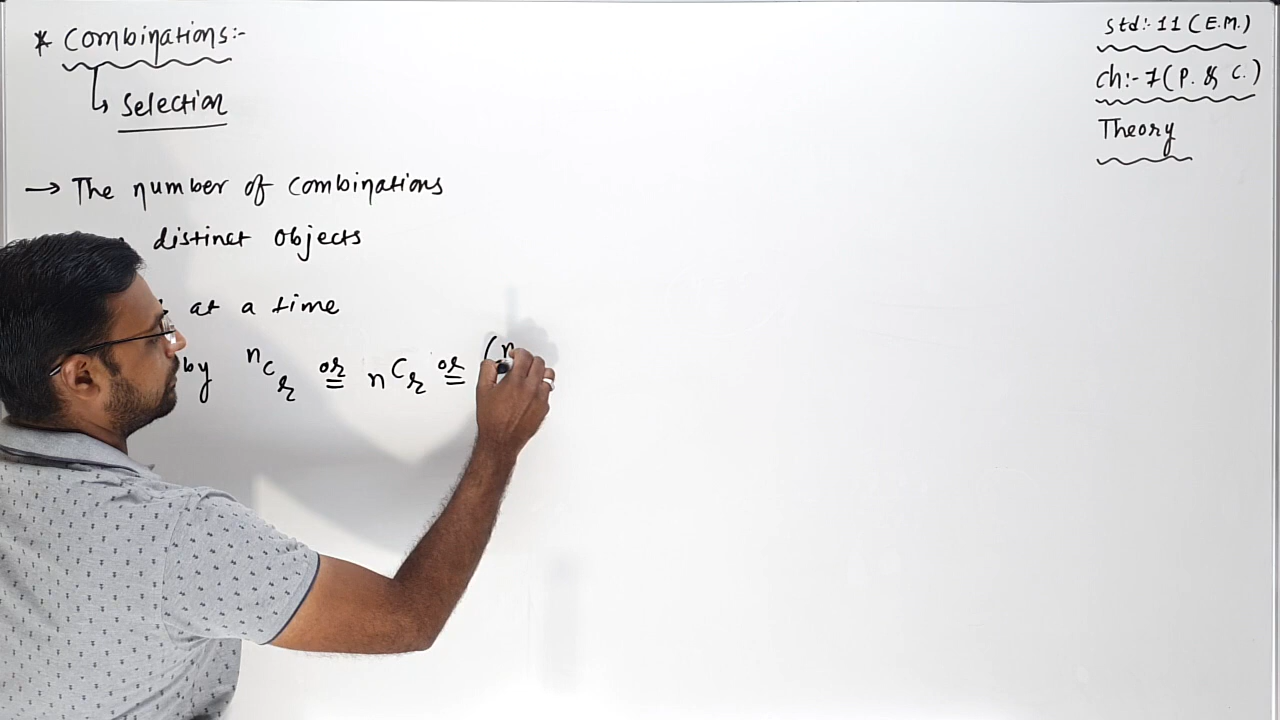 * Combinations:-
↳ Selection
→ The number of combinations
distinct objects
at a time
by nCr or nCr or (n
Std:- 11 (E.M.)
Ch:- 7 (P. & C.)
Theory